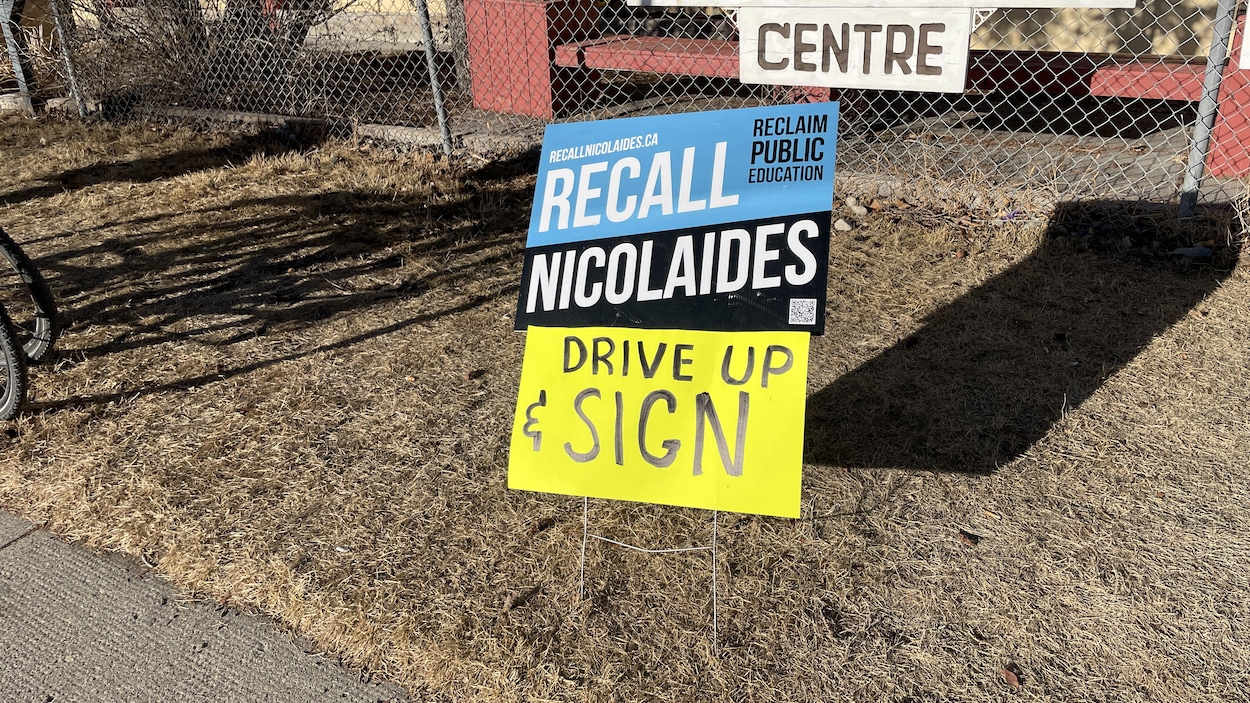 CENTRE
RECALLNICOLAIDES.CA
RECALL
RECLAIM
PUBLIC
EDUCATION
NICOLAIDES
DRIVE UP
& SIGN